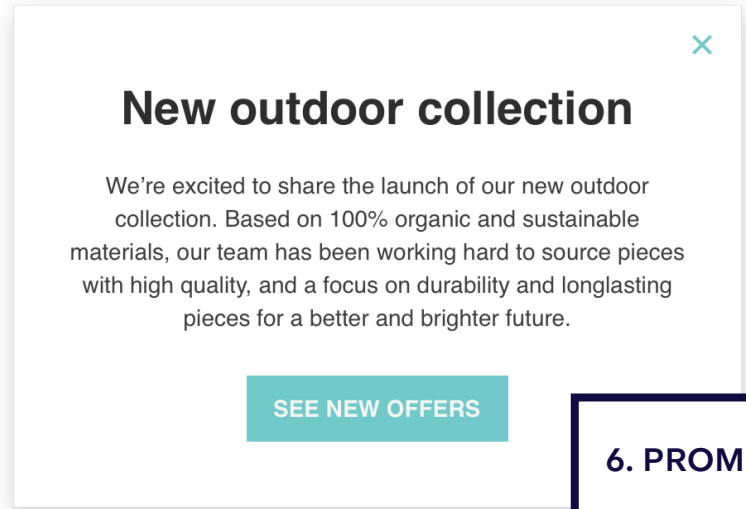 New outdoor collection
We’re excited to share the launch of our new outdoor
collection. Based on 100% organic and sustainable
materials, our team has been working hard to source pieces
with high quality, and a focus on durability and longlasting
pieces for a better and brighter future.
SEE NEW OFFERS
6. PROM